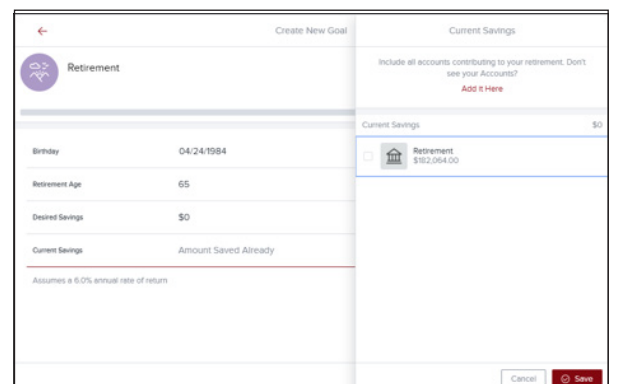 Create New Goal
Retirement
Birthday 04/24/1984
Retirement Age 65
Desired Savings $0
Current Savings Amount Saved Already
Assumes a 6.0% annual rate of return
Current Savings
Include all accounts contributing to your retirement. Don't
see your Accounts?
Add it Here
Current Savings $0
Retirement
$182,064.00
Cancel Save